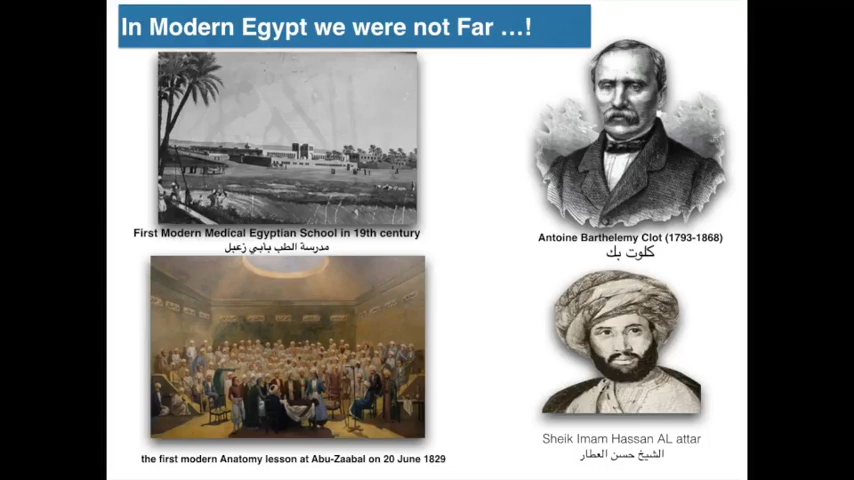 In Modern Egypt we were not Far ...!
First Modern Medical Egyptian School in 19th century
مدرسة الطب بأبي زعبل
Antoine Barthelemy Clot (1793-1868)
كلوت بك
the first modern Anatomy lesson at Abu-Zaabal on 20 June 1829
Sheik Imam Hassan AL attar
الشيخ حسن العطار